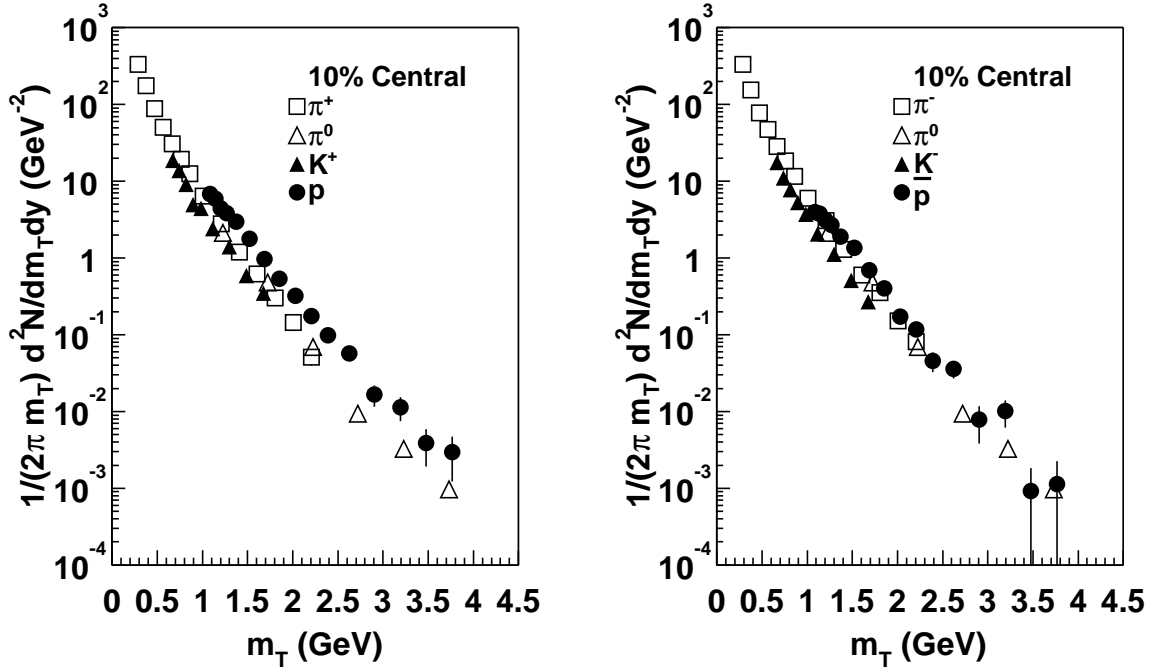 1/(2π m_T) d²N/dm_Tdy (GeV⁻²)
10³
10²
10
1
10⁻¹
10⁻²
10⁻³
10⁻⁴
10% Central
π⁺
π⁰
K⁺
p
0 0.5 1 1.5 2 2.5 3 3.5 4 4.5
m_T (GeV)
1/(2π m_T) d²N/dm_Tdy (GeV⁻²)
10³
10²
10
1
10⁻¹
10⁻²
10⁻³
10⁻⁴
10% Central
π⁻
π⁰
K⁻
p̅
0 0.5 1 1.5 2 2.5 3 3.5 4 4.5
m_T (GeV)